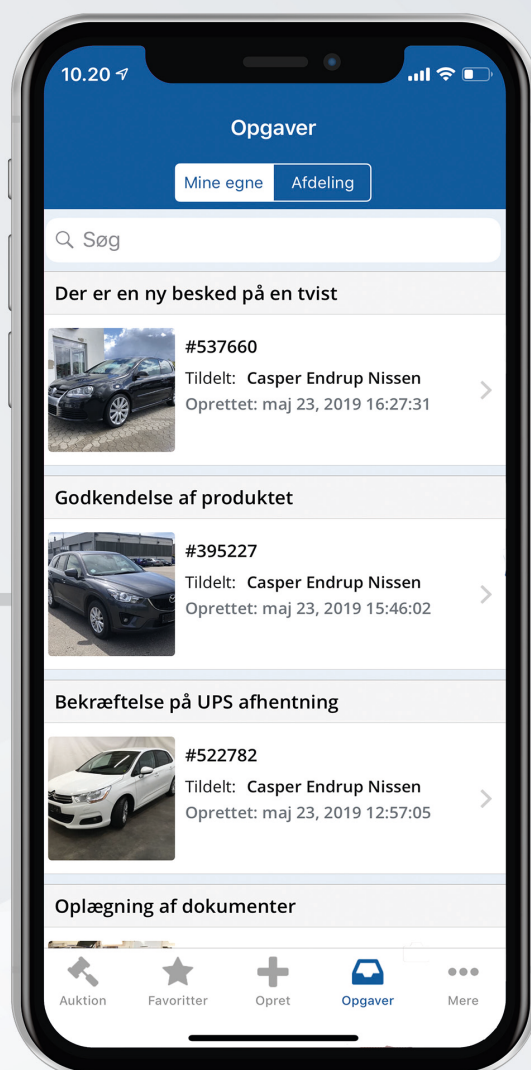 10.20
Opgaver
Mine egne
Afdeling
Søg
Der er en ny besked på en tvist
#537660
Tildelt: Casper Endrup Nissen
Oprettet: maj 23, 2019 16:27:31
Godkendelse af produktet
#395227
Tildelt: Casper Endrup Nissen
Oprettet: maj 23, 2019 15:46:02
Bekræftelse på UPS afhentning
#522782
Tildelt: Casper Endrup Nissen
Oprettet: maj 23, 2019 12:57:05
Oplægning af dokumenter
Auktion
Favoritter
Opret
Opgaver
Mere